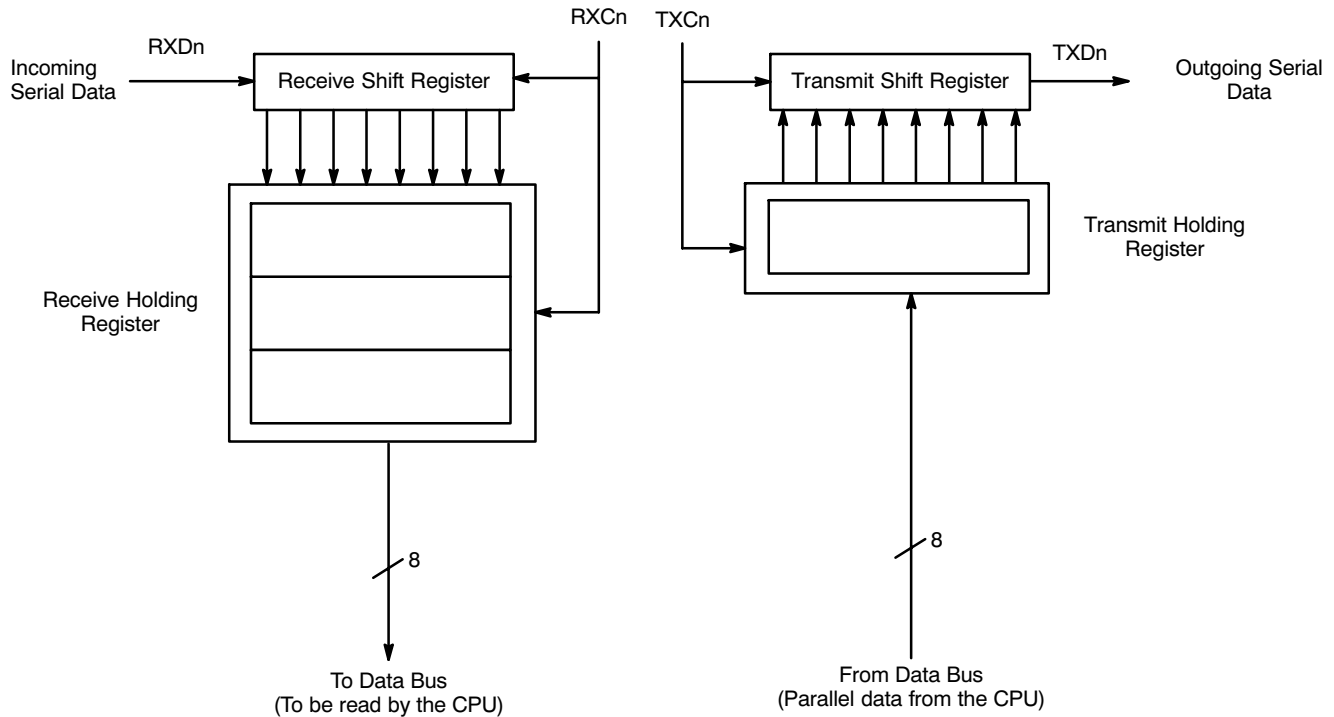 RXCn
TXCn
RXDn
Incoming
Serial Data
Receive Shift Register
Transmit Shift Register
TXDn
Outgoing Serial
Data
Receive Holding
Register
Transmit Holding
Register
8
8
To Data Bus
(To be read by the CPU)
From Data Bus
(Parallel data from the CPU)